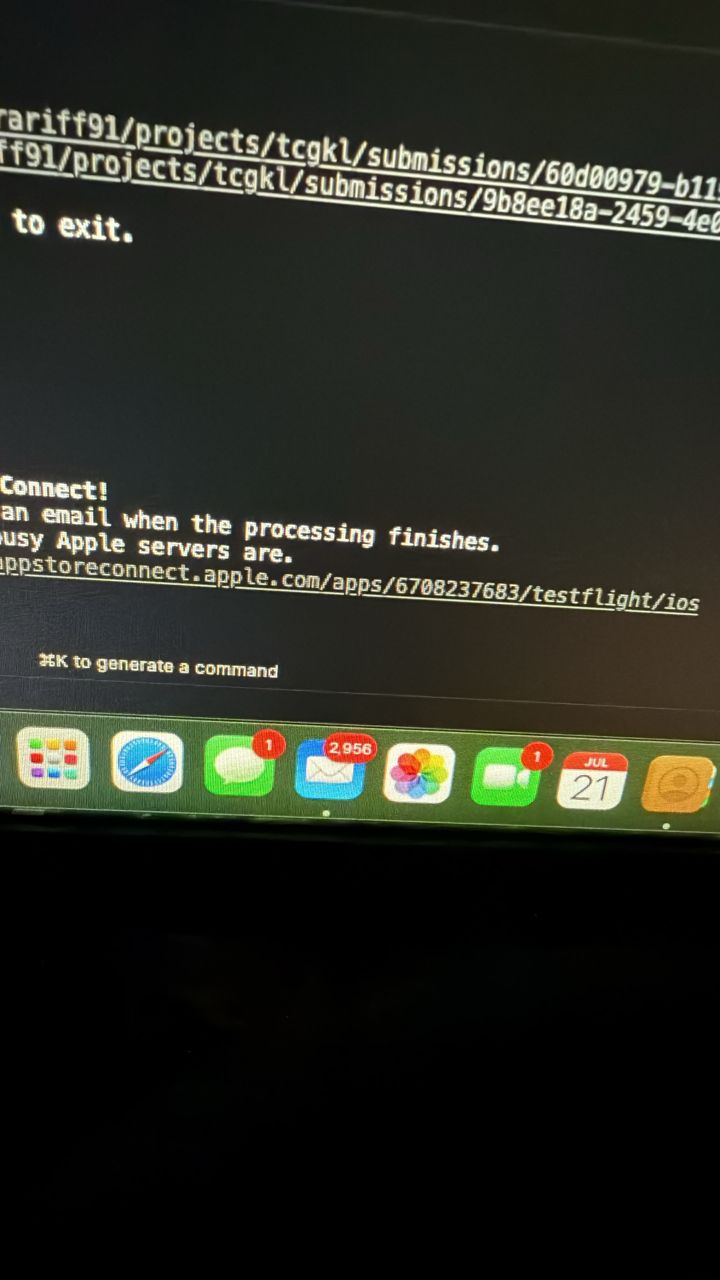 rariff91/projects/tcgkl/submissions/60d00979-b11
ff91/projects/tcgkl/submissions/9b8ee18a-2459-4e0
to exit.
Connect!
an email when the processing finishes.
busy Apple servers are.
appstoreconnect.apple.com/apps/6708237683/testflight/ios
⌘K to generate a command
1
2,956
1
JUL
21